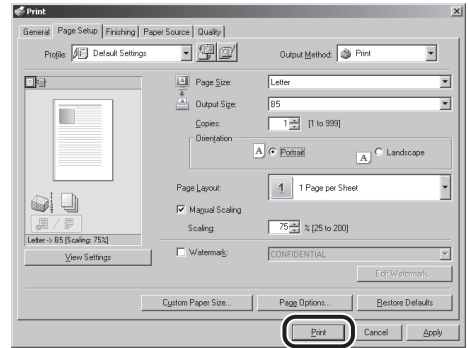 Print
General Page Setup Finishing Paper Source Quality
Profile: Default Settings Output Method: Print
Page Size: Letter
Output Size: B5
Copies: 1 [1 to 999]
Orientation
A Portrait A Landscape
Page Layout: 1 1 Page per Sheet
Manual Scaling
Scaling: 75 % [25 to 200]
Letter -> B5 [Scaling: 75%]
View Settings
Watermark: CONFIDENTIAL
Edit Watermark...
Custom Paper Size... Page Options... Restore Defaults
Print Cancel Apply